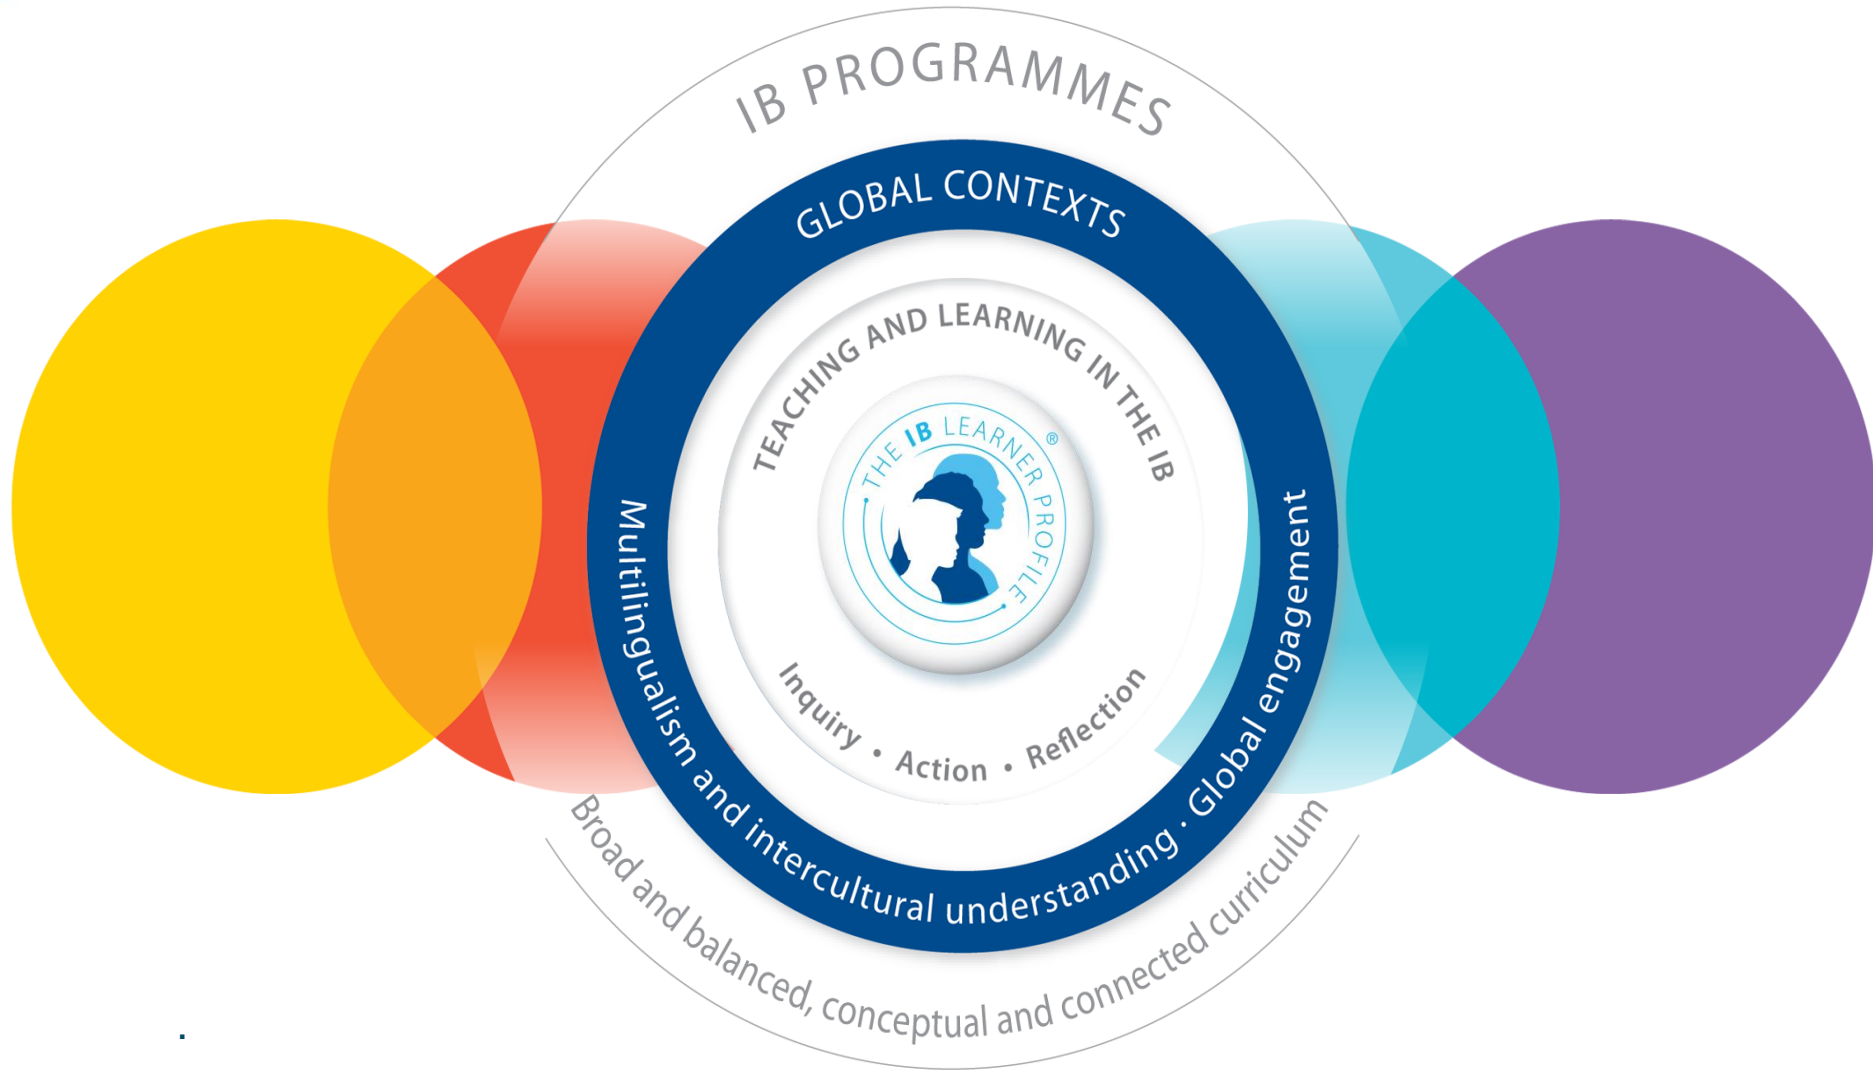 IB PROGRAMMES
GLOBAL CONTEXTS
TEACHING AND LEARNING IN THE IB
THE IB LEARNER PROFILE ®
Inquiry • Action • Reflection
Multilingualism and intercultural understanding · Global engagement
Broad and balanced, conceptual and connected curriculum